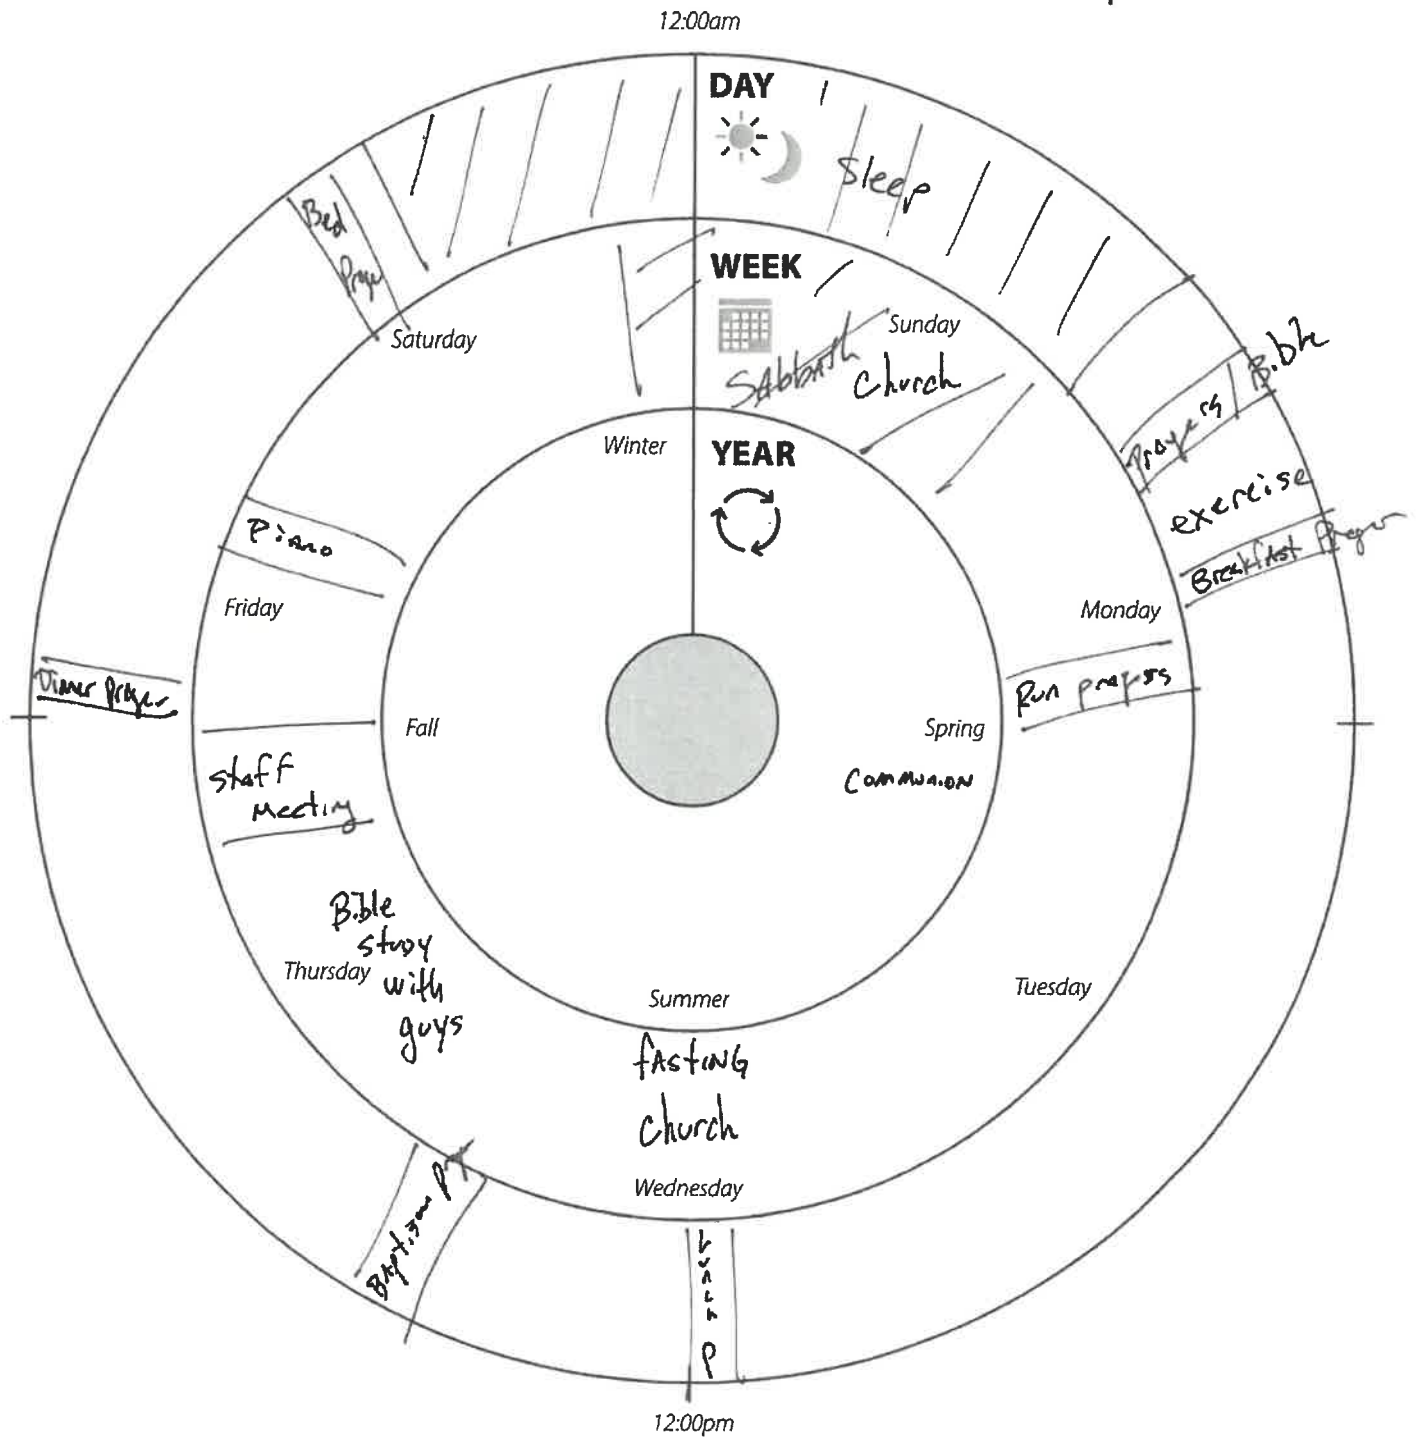 12:00am
DAY
Sleep
Bed
Prayer
WEEK
Saturday
Sunday
Sabbath
Church
Bible
Prayers /
Winter
YEAR
exercise
Piano
Breakfast Prayer
Friday
Monday
Dinner Prayer
Run prayers
Fall
Spring
staff
Meeting
Communion
Bible
study
Thursday
with
guys
Tuesday
Summer
fasting
Church
Wednesday
Baptism
Lunch P
12:00pm